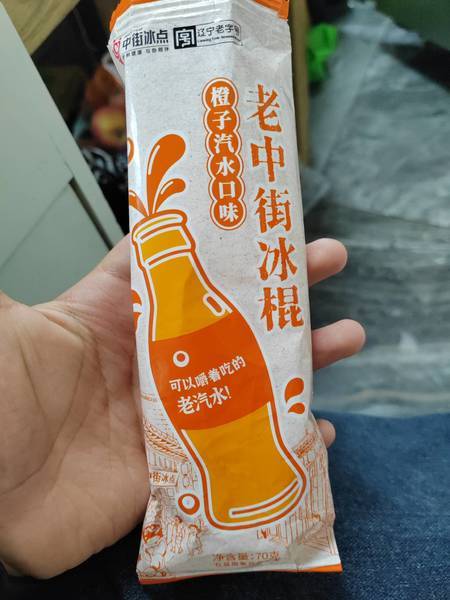 中街冰点
辽宁老字号
橙子汽水口味
老中街冰棍
可以嚼着吃的
老汽水!
街冰点
净含量:70克